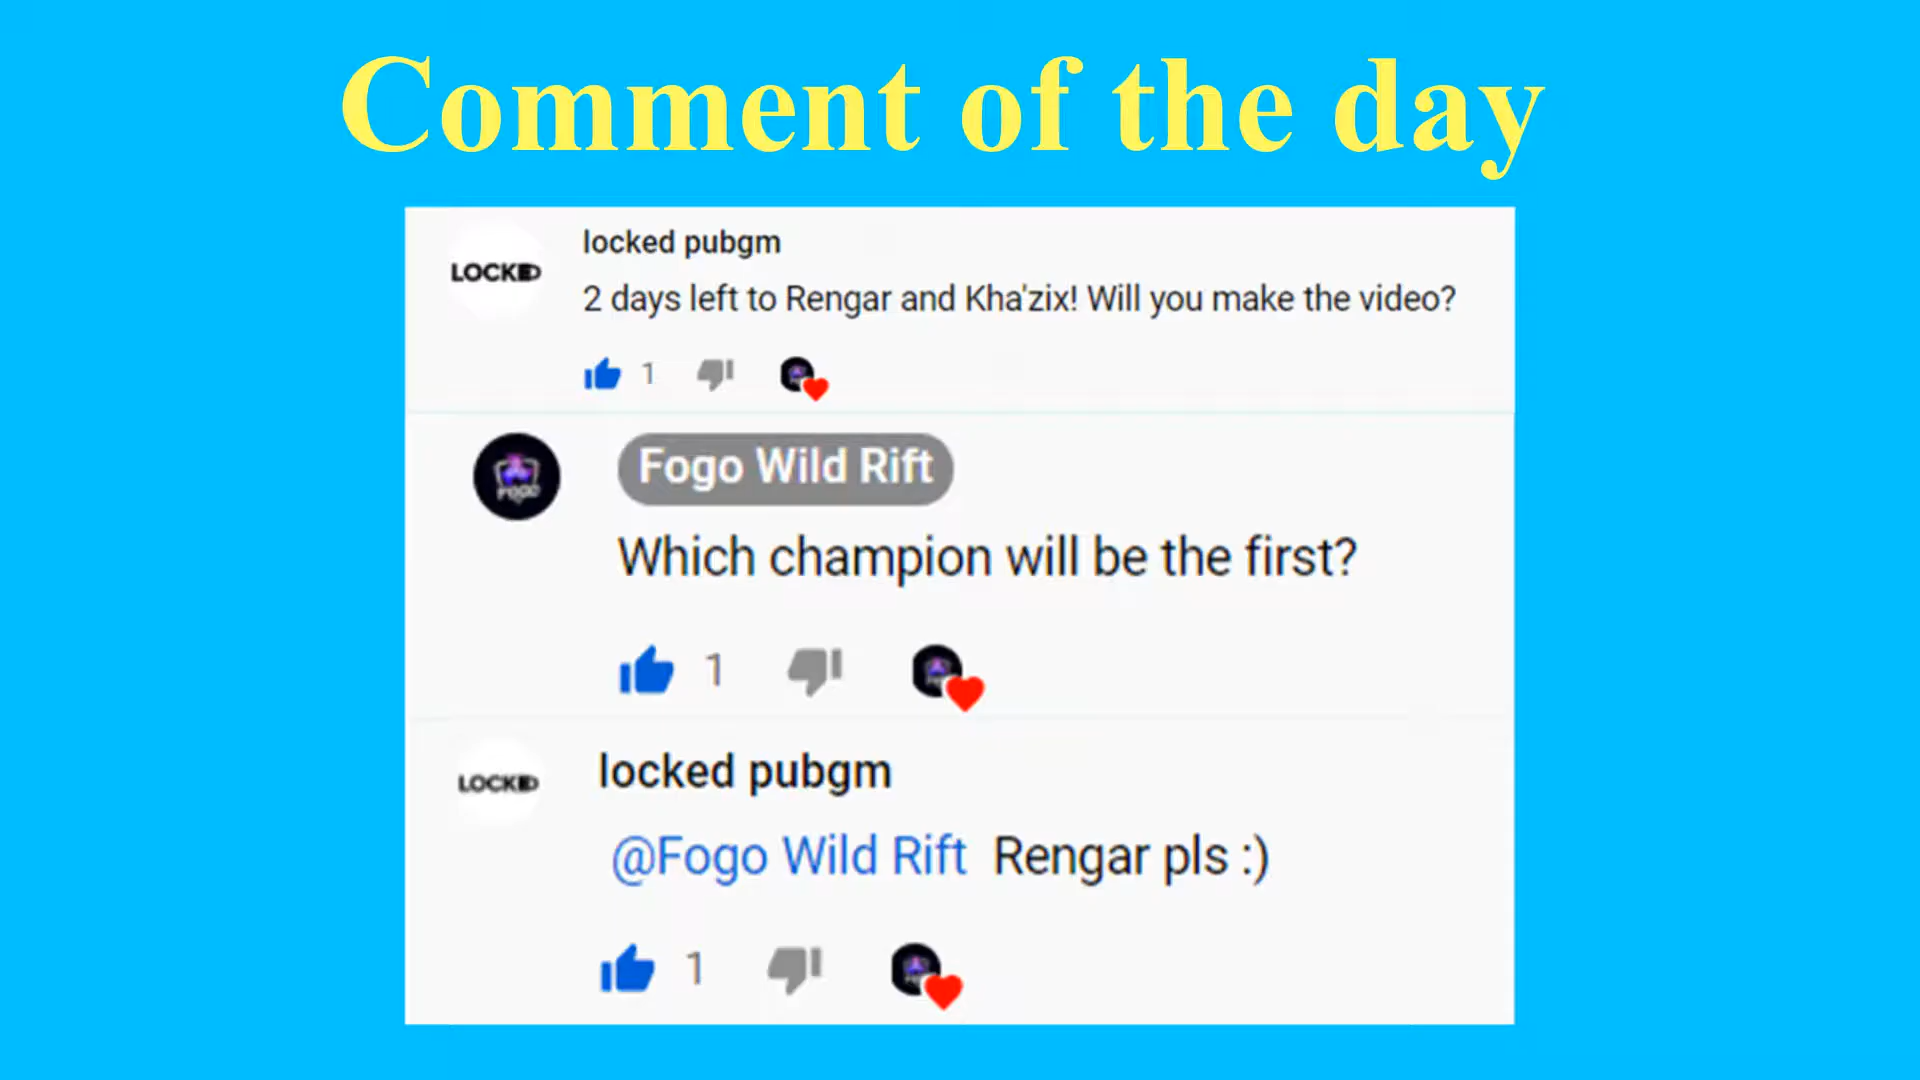 Comment of the day
LOCKED
locked pubgm
2 days left to Rengar and Kha'zix! Will you make the video?
1
FOGO
Fogo Wild Rift
Which champion will be the first?
1
LOCKED
locked pubgm
@Fogo Wild Rift Rengar pls :)
1